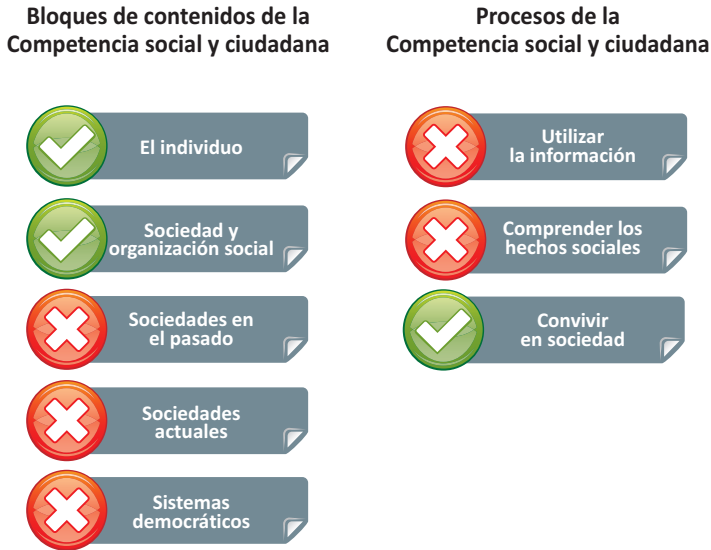 Bloques de contenidos de la
Competencia social y ciudadana
El individuo
Sociedad y
organización social
Sociedades en
el pasado
Sociedades
actuales
Sistemas
democráticos
Procesos de la
Competencia social y ciudadana
Utilizar
la información
Comprender los
hechos sociales
Convivir
en sociedad